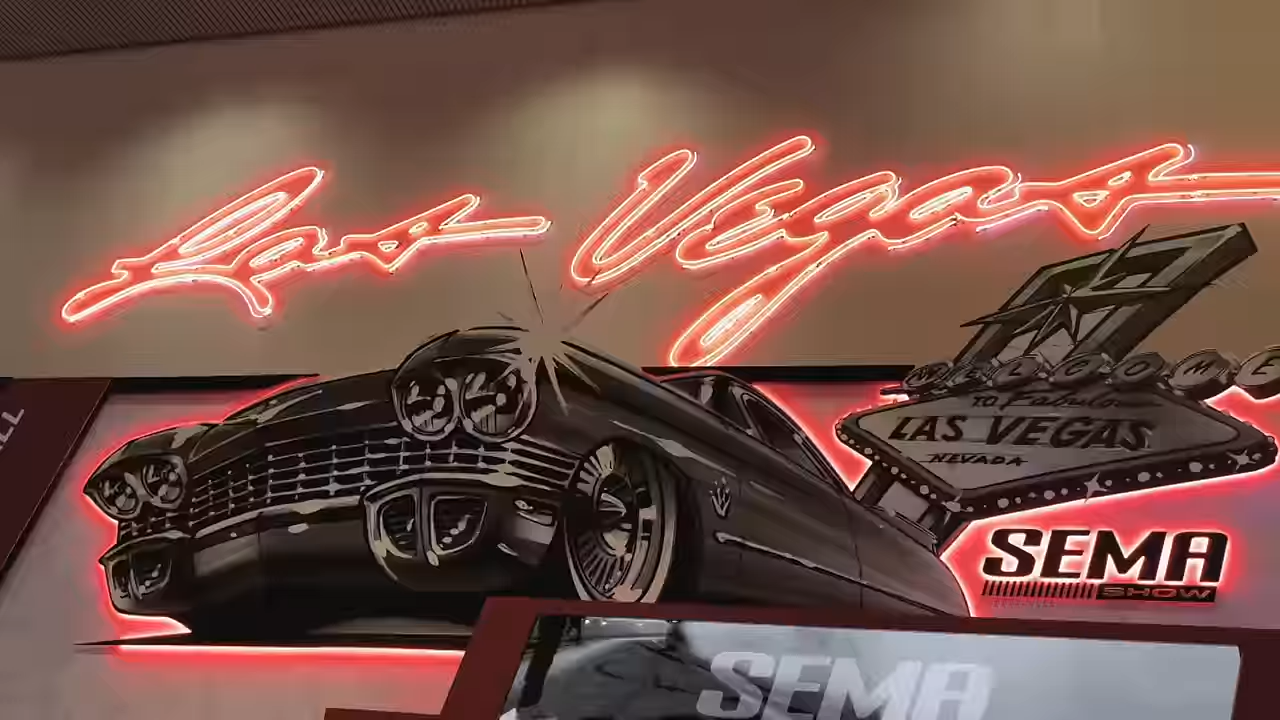 Las Vegas
WELCOME
TO Fabulous
LAS VEGAS
NEVADA
SEMA
SHOW
SEMA